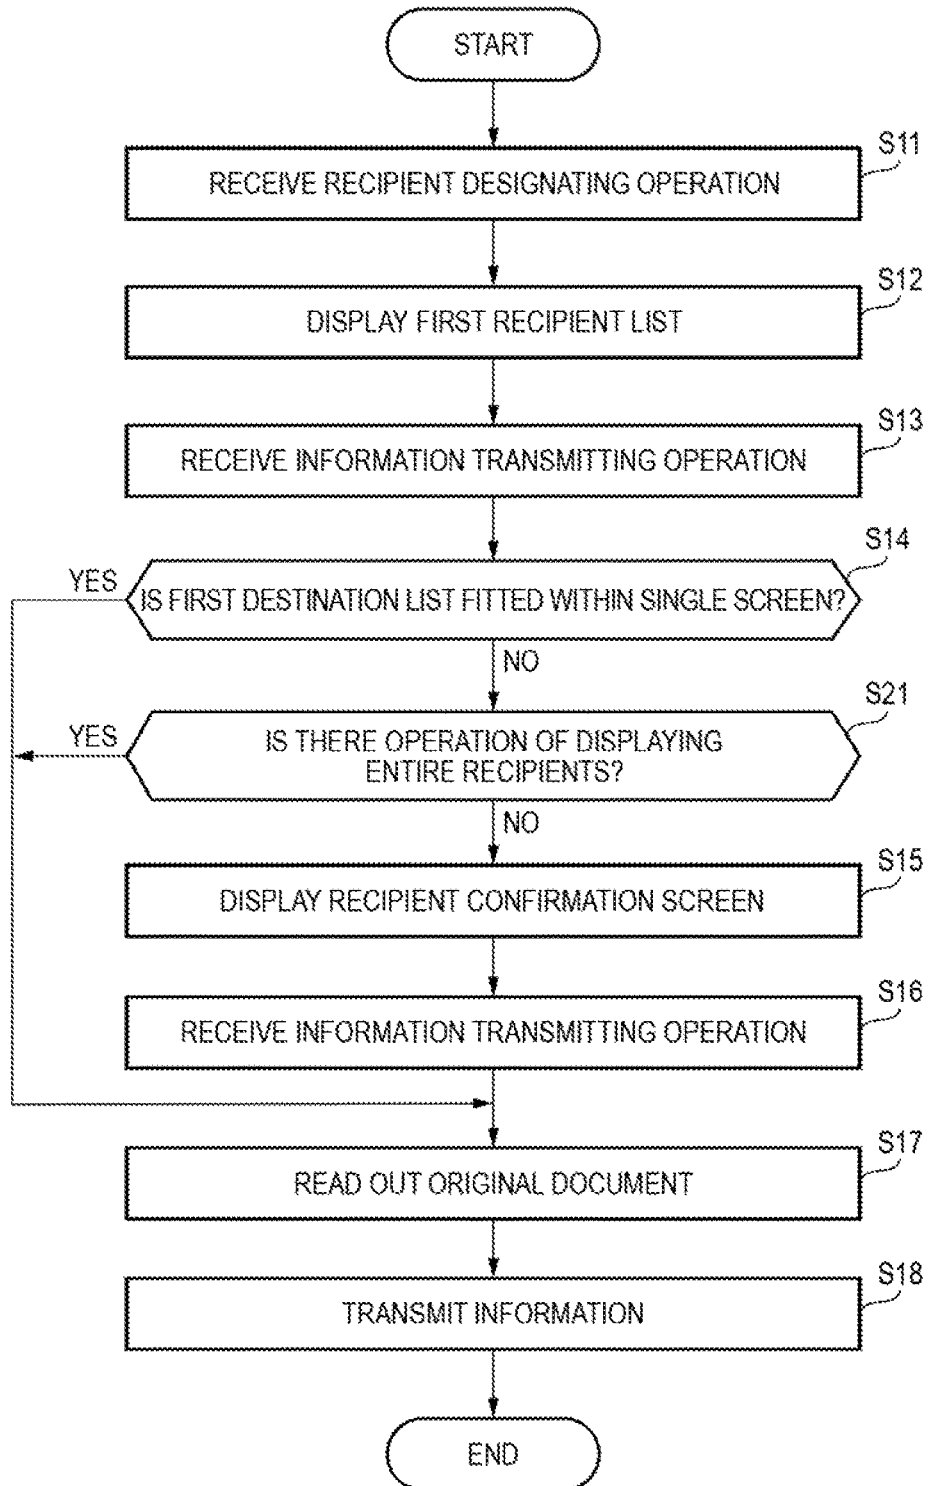 START
S11
RECEIVE RECIPIENT DESIGNATING OPERATION
S12
DISPLAY FIRST RECIPIENT LIST
S13
RECEIVE INFORMATION TRANSMITTING OPERATION
S14
YES
IS FIRST DESTINATION LIST FITTED WITHIN SINGLE SCREEN?
NO
S21
YES
IS THERE OPERATION OF DISPLAYING
ENTIRE RECIPIENTS?
NO
S15
DISPLAY RECIPIENT CONFIRMATION SCREEN
S16
RECEIVE INFORMATION TRANSMITTING OPERATION
S17
READ OUT ORIGINAL DOCUMENT
S18
TRANSMIT INFORMATION
END